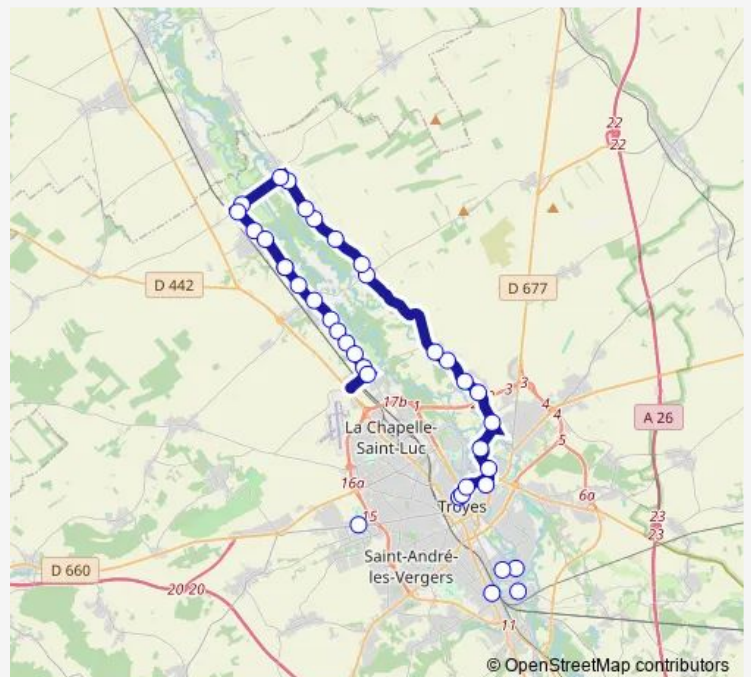 22
22
D 442
D 677
3
3
4
4
17b
1
2
5
A 26
La Chapelle-
Saint-Luc
16a
6a
Troyes
15
23
23
Saint-André-
les-Vergers
D 660
20 20
11
© OpenStreetMap contributors